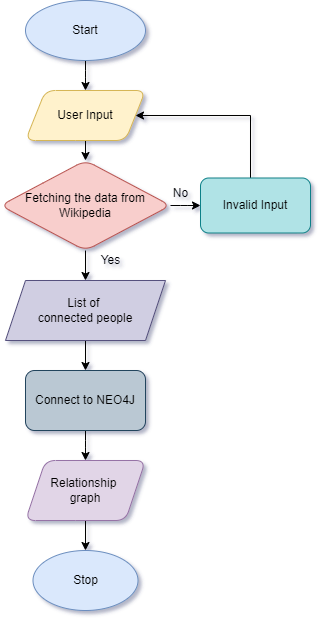 Start
User Input
Fetching the data from
Wikipedia
No
Invalid Input
Yes
List of
connected people
Connect to NEO4J
Relationship
graph
Stop